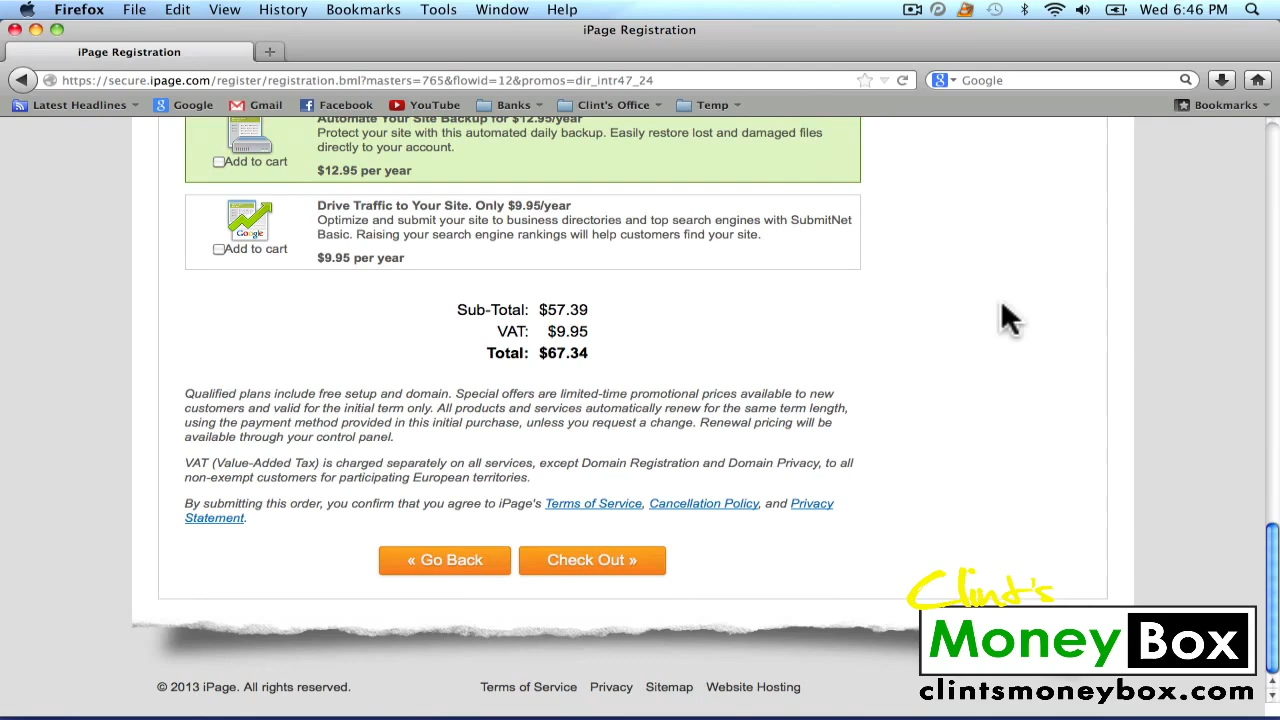 Firefox File Edit View History Bookmarks Tools Window Help Wed 6:46 PM
iPage Registration
iPage Registration
https://secure.ipage.com/register/registration.bml?masters=765&flowid=12&promos=dir_intr47_24 Google
Latest Headlines Google Gmail Facebook YouTube Banks Clint's Office Temp Bookmarks
Automate Your Site Backup for $12.95/year
Protect your site with this automated daily backup. Easily restore lost and damaged files
directly to your account.
Add to cart
$12.95 per year
Drive Traffic to Your Site. Only $9.95/year
Optimize and submit your site to business directories and top search engines with SubmitNet
Basic. Raising your search engine rankings will help customers find your site.
Google
Add to cart
$9.95 per year
Sub-Total: $57.39
VAT: $9.95
Total: $67.34
Qualified plans include free setup and domain. Special offers are limited-time promotional prices available to new
customers and valid for the initial term only. All products and services automatically renew for the same term length,
using the payment method provided in this initial purchase, unless you request a change. Renewal pricing will be
available through your control panel.
VAT (Value-Added Tax) is charged separately on all services, except Domain Registration and Domain Privacy, to all
non-exempt customers for participating European territories.
By submitting this order, you confirm that you agree to iPage's Terms of Service, Cancellation Policy, and Privacy
Statement.
« Go Back Check Out »
Clint's
MoneyBox
clintsmoneybox.com
© 2013 iPage. All rights reserved. Terms of Service Privacy Sitemap Website Hosting